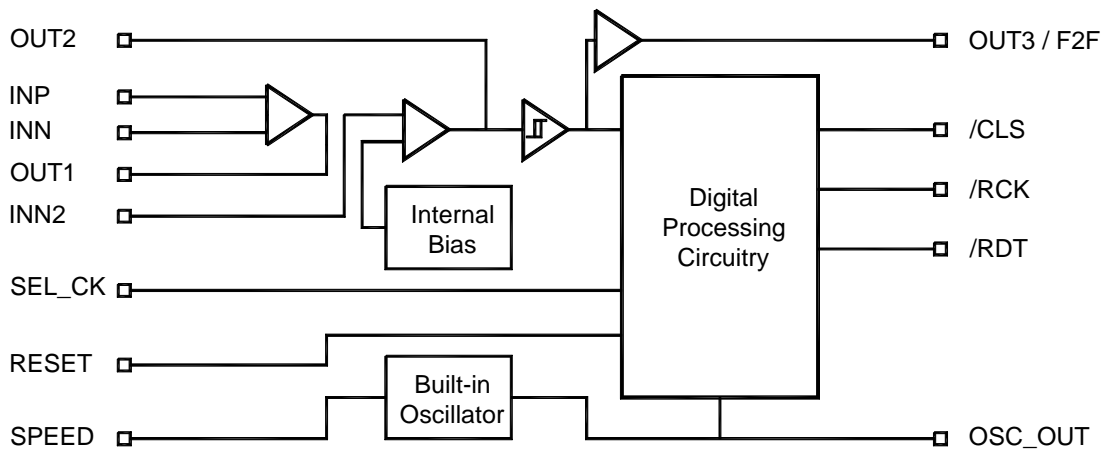 OUT2
INP
INN
OUT1
INN2
SEL_CK
RESET
SPEED
Internal
Bias
Built-in
Oscillator
Digital
Processing
Circuitry
OUT3 / F2F
/CLS
/RCK
/RDT
OSC_OUT